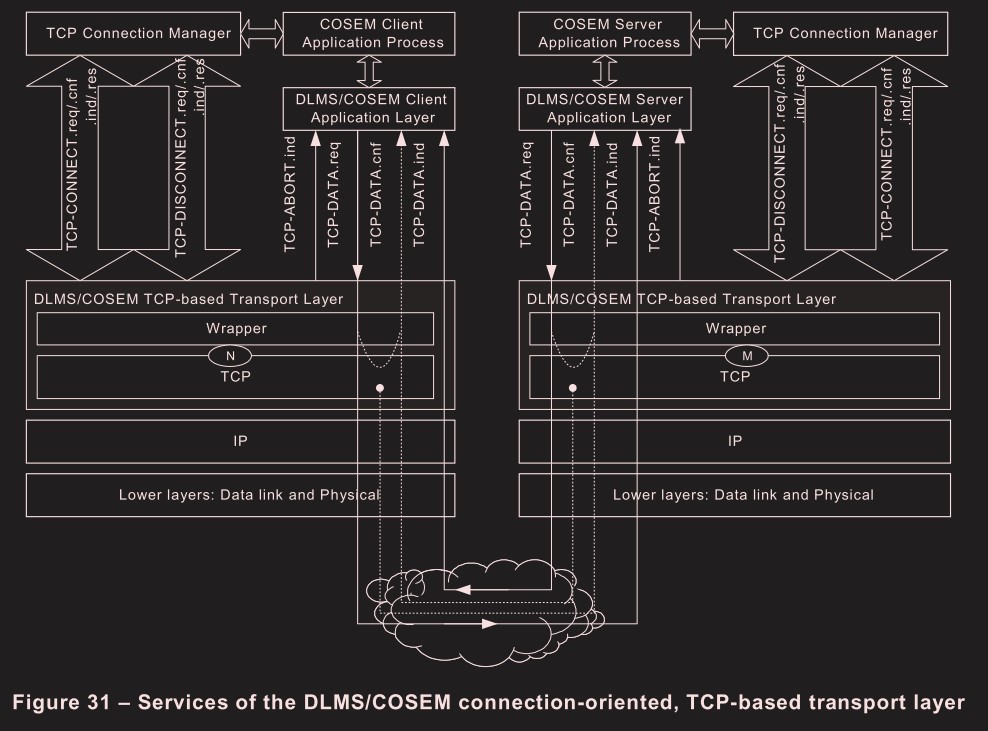 TCP Connection Manager
COSEM Client
Application Process
COSEM Server
Application Process
TCP Connection Manager
DLMS/COSEM Client
Application Layer
DLMS/COSEM Server
Application Layer
TCP-CONNECT.req/.cnf
.ind/.res
TCP-DISCONNECT.req/.cnf
.ind/.res
TCP-ABORT.ind
TCP-DATA.req
TCP-DATA.cnf
TCP-DATA.ind
TCP-DATA.req
TCP-DATA.cnf
TCP-DATA.ind
TCP-ABORT.ind
TCP-DISCONNECT.req/.cnf
.ind/.res
TCP-CONNECT.req/.cnf
.ind/.res
DLMS/COSEM TCP-based Transport Layer
Wrapper
N
TCP
IP
Lower layers: Data link and Physical
DLMS/COSEM TCP-based Transport Layer
Wrapper
M
TCP
IP
Lower layers: Data link and Physical
Figure 31 – Services of the DLMS/COSEM connection-oriented, TCP-based transport layer